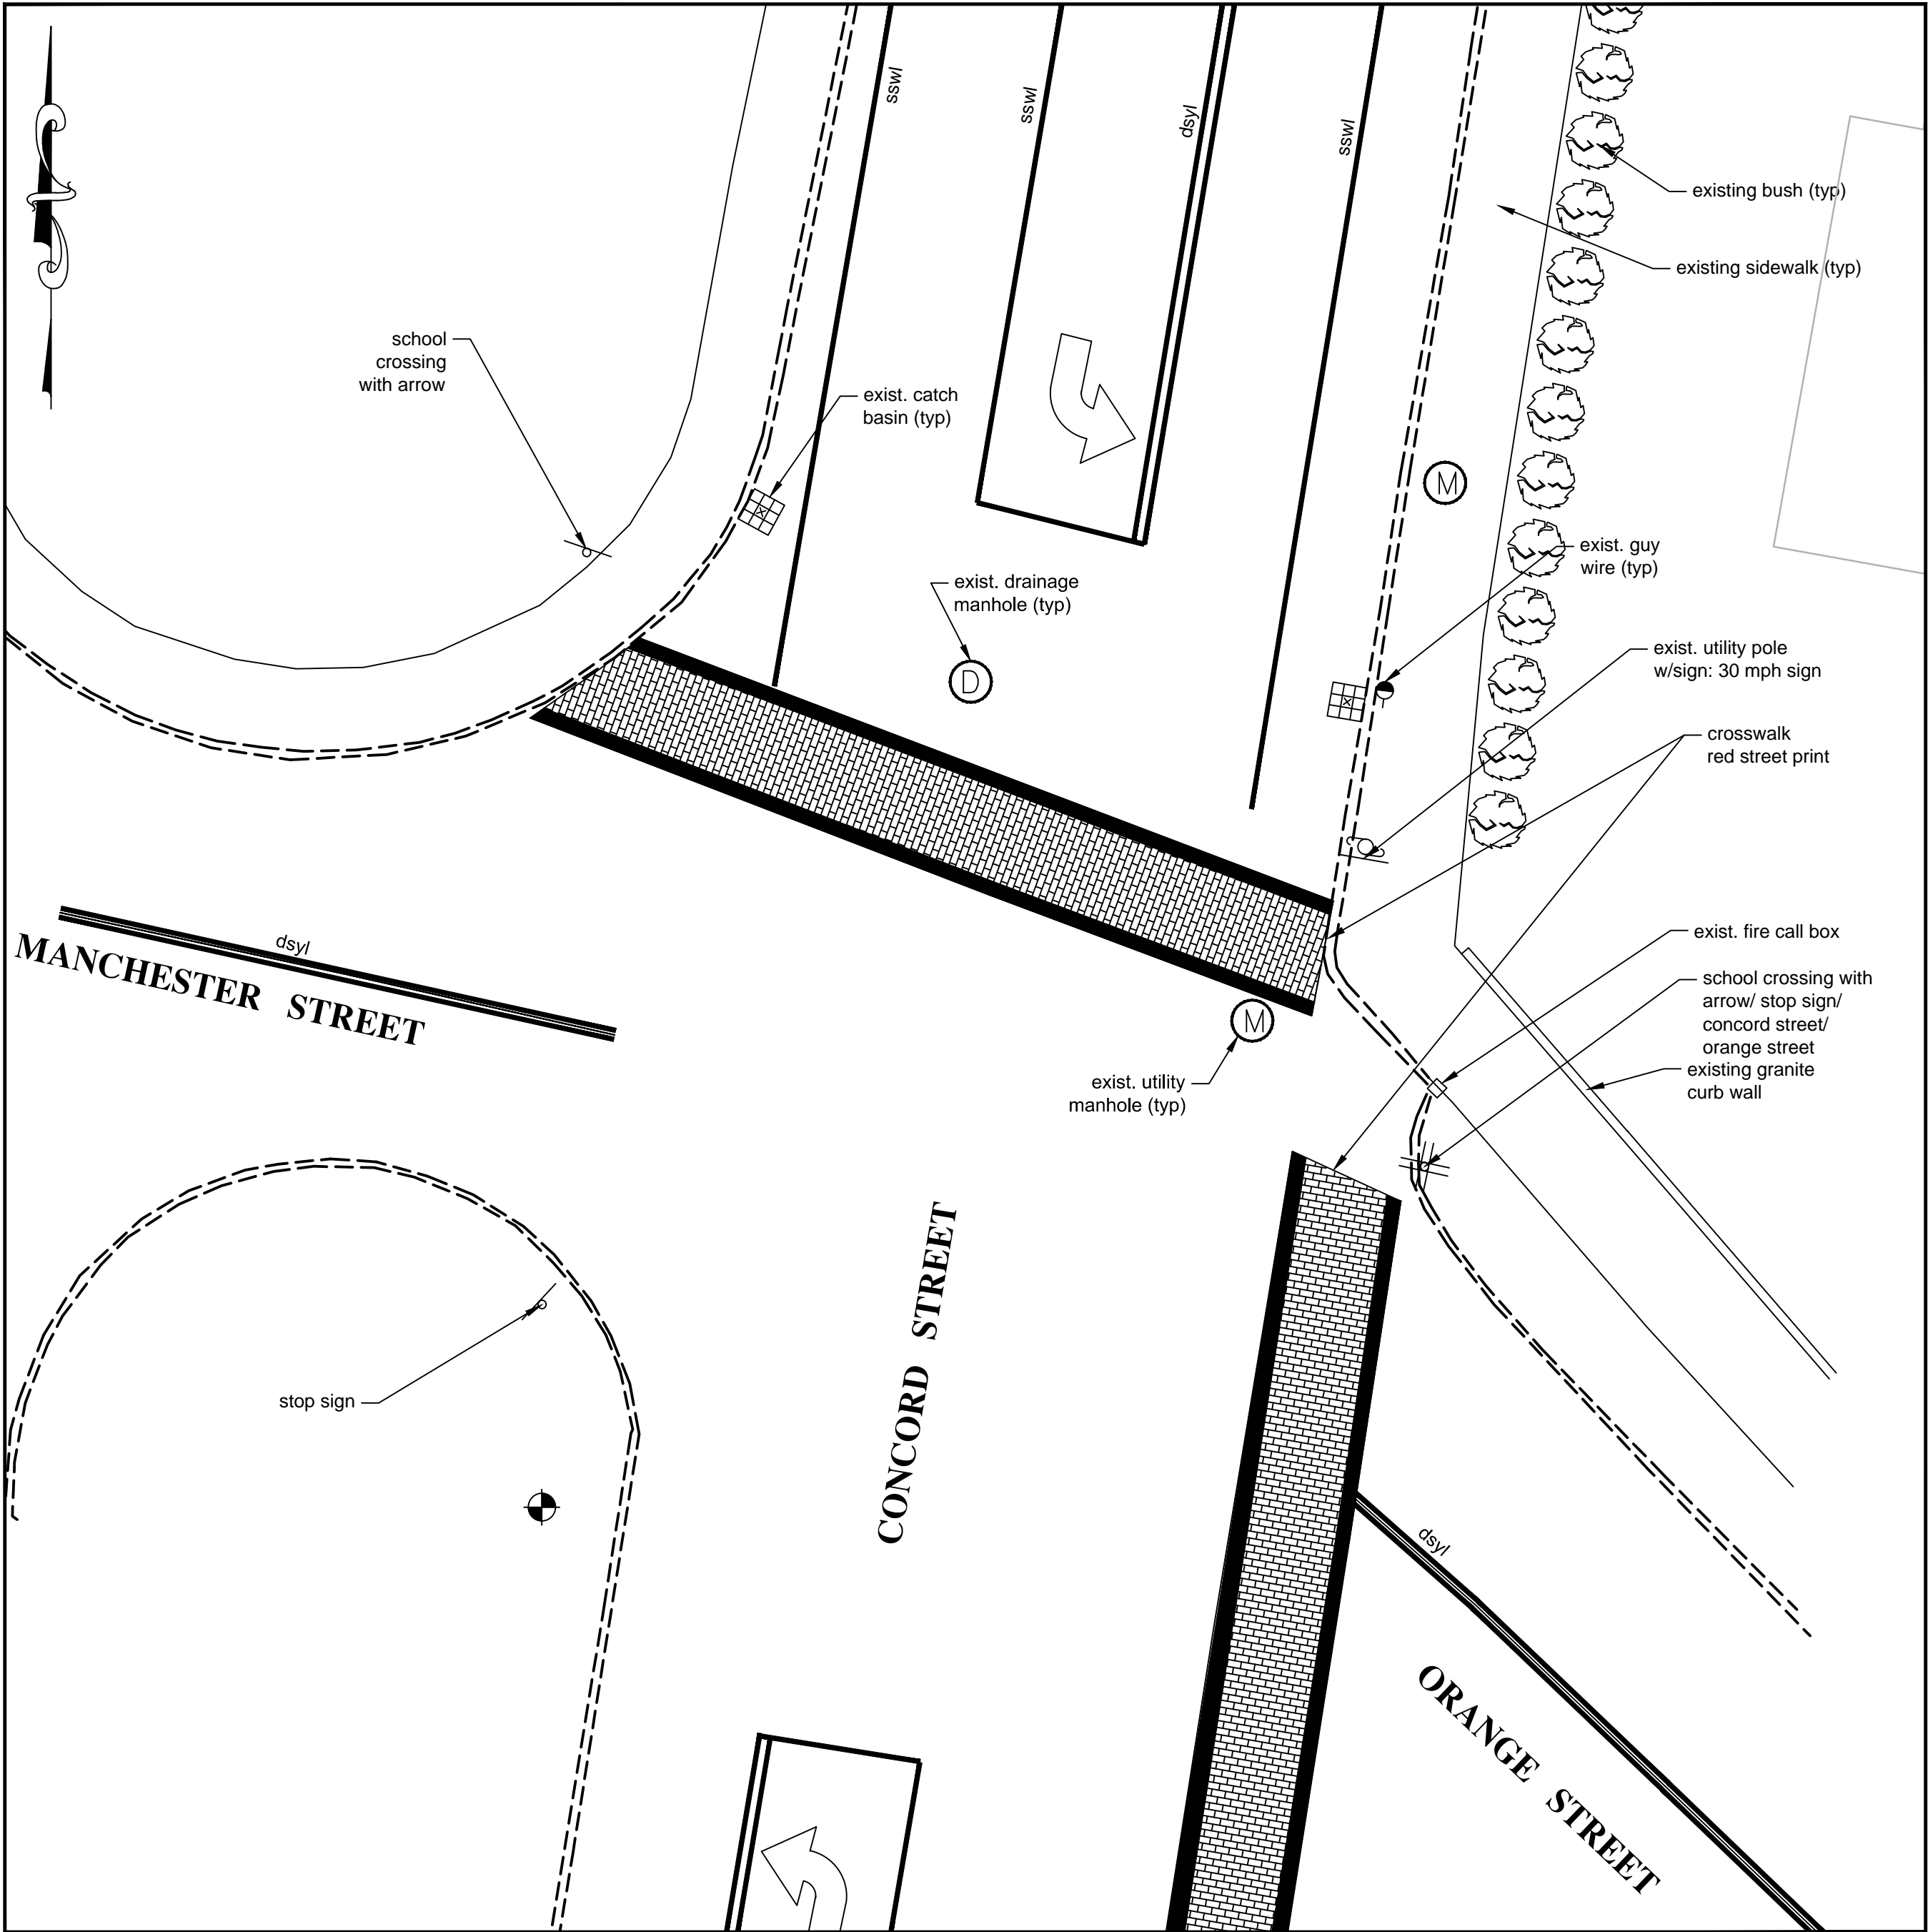 sswl
sswl
dsyl
sswl
existing bush (typ)
existing sidewalk (typ)
school
crossing
with arrow
exist. catch
basin (typ)
M
exist. guy
wire (typ)
exist. drainage
manhole (typ)
D
x
x
exist. utility pole
w/sign: 30 mph sign
crosswalk
red street print
dsyl
MANCHESTER STREET
exist. fire call box
school crossing with
arrow/ stop sign/
concord street/
orange street
existing granite
curb wall
M
exist. utility
manhole (typ)
CONCORD STREET
stop sign
dsyl
ORANGE STREET